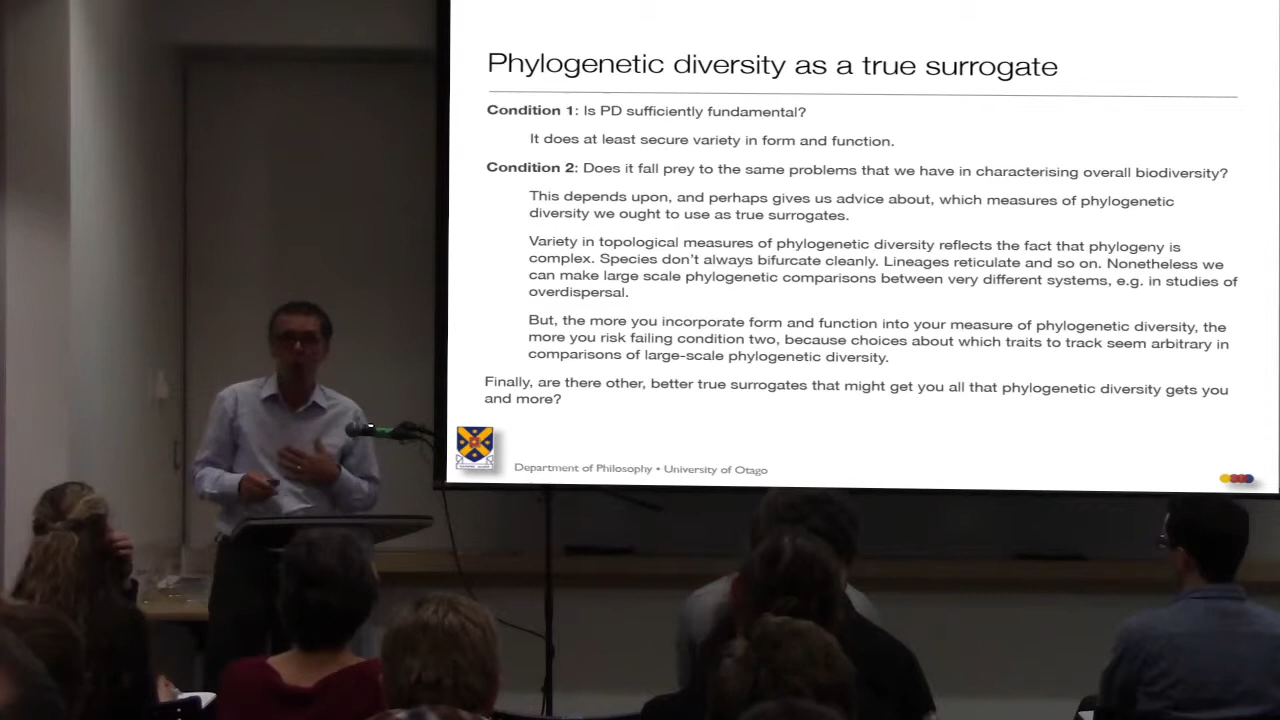 Phylogenetic diversity as a true surrogate
Condition 1: Is PD sufficiently fundamental?
It does at least secure variety in form and function.
Condition 2: Does it fall prey to the same problems that we have in characterising overall biodiversity?
This depends upon, and perhaps gives us advice about, which measures of phylogenetic
diversity we ought to use as true surrogates.
Variety in topological measures of phylogenetic diversity reflects the fact that phylogeny is
complex. Species don't always bifurcate cleanly. Lineages reticulate and so on. Nonetheless we
can make large scale phylogenetic comparisons between very different systems, e.g. in studies of
overdispersal.
But, the more you incorporate form and function into your measure of phylogenetic diversity, the
more you risk failing condition two, because choices about which traits to track seem arbitrary in
comparisons of large-scale phylogenetic diversity.
Finally, are there other, better true surrogates that might get you all that phylogenetic diversity gets you
and more?
Department of Philosophy • University of Otago